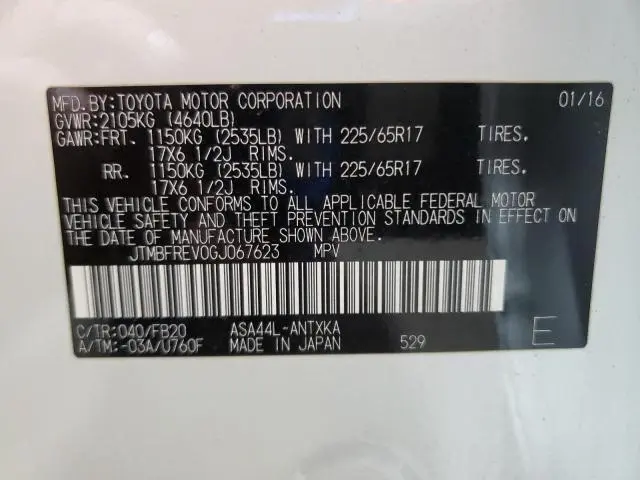 MFD. BY: TOYOTA MOTOR CORPORATION 01/16
GVWR: 2105KG (4640LB)
GAWR: FRT. 1150KG (2535LB) WITH 225/65R17 TIRES.
17X6 1/2J RIMS.
RR. 1150KG (2535LB) WITH 225/65R17 TIRES.
17X6 1/2J RIMS.
THIS VEHICLE CONFORMS TO ALL APPLICABLE FEDERAL MOTOR
VEHICLE SAFETY AND THEFT PREVENTION STANDARDS IN EFFECT ON
THE DATE OF MANUFACTURE SHOWN ABOVE.
JTMBFREV0GJ067623 MPV
C/TR: 040/FB20 ASA44L-ANTXKA
A/TM: -03A/U760F MADE IN JAPAN 529 E